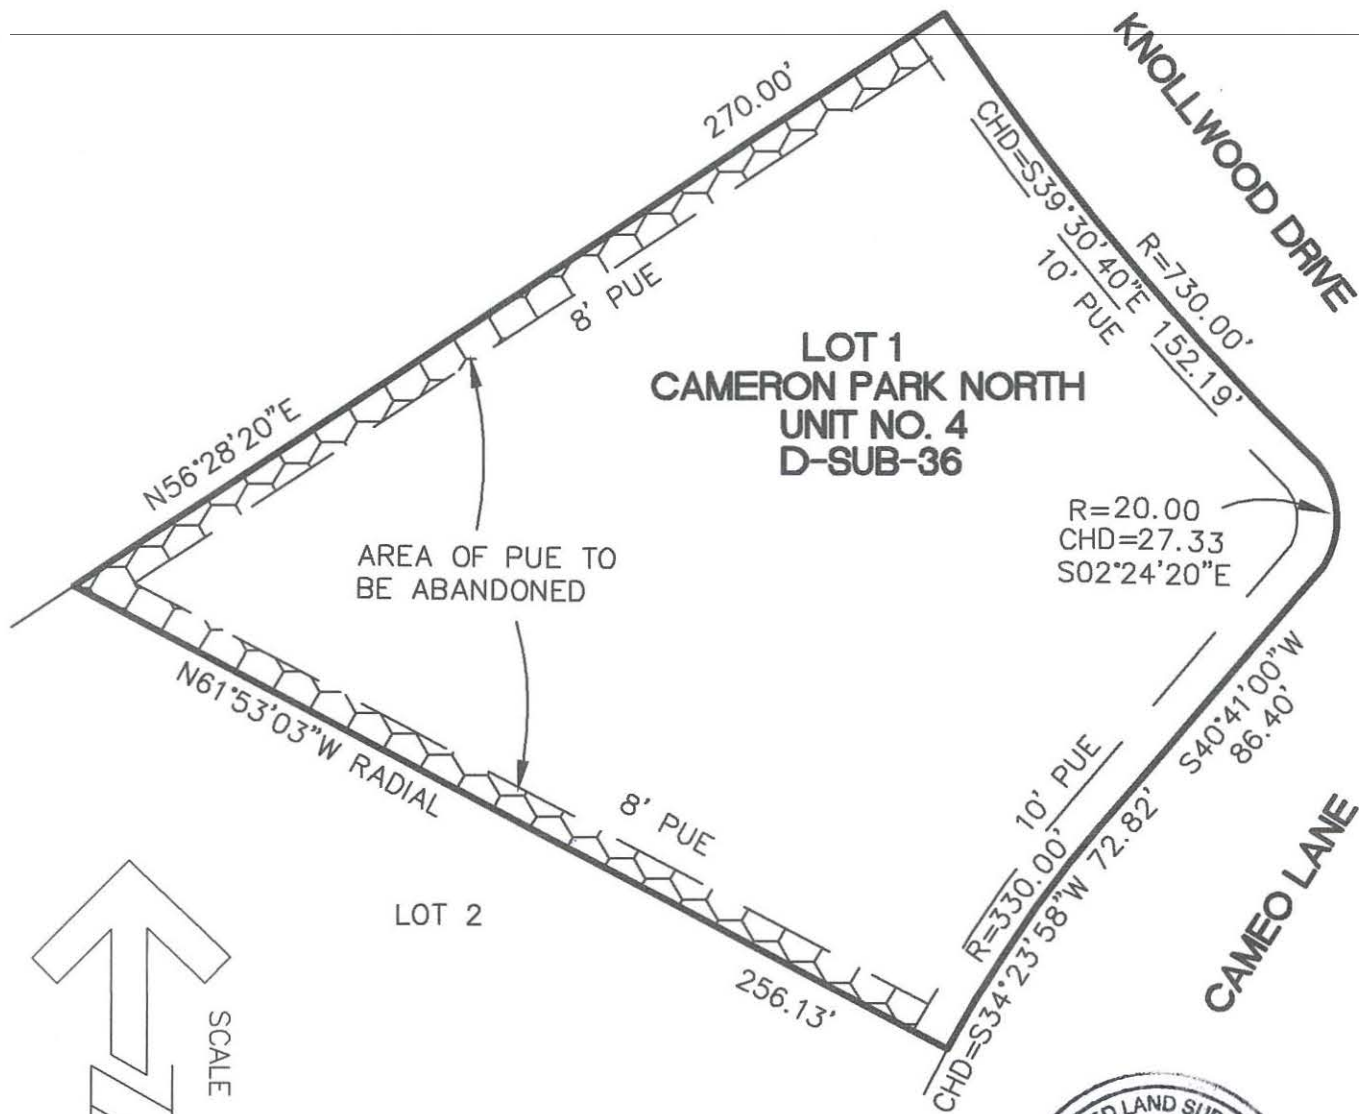 KNOLLWOOD DRIVE
270.00'
CHD=S39°30'40"E 152.19'
R=730.00'
10' PUE
8' PUE
LOT 1
CAMERON PARK NORTH
UNIT NO. 4
D-SUB-36
N56°28'20"E
R=20.00
CHD=27.33
S02°24'20"E
AREA OF PUE TO
BE ABANDONED
N61°53'03"W RADIAL
S40°41'00"W
86.40'
10' PUE
8' PUE
R=330.00'
CHD=S34°23'58"W 72.82'
CAMEO LANE
LOT 2
256.13'
SCALE
LAND